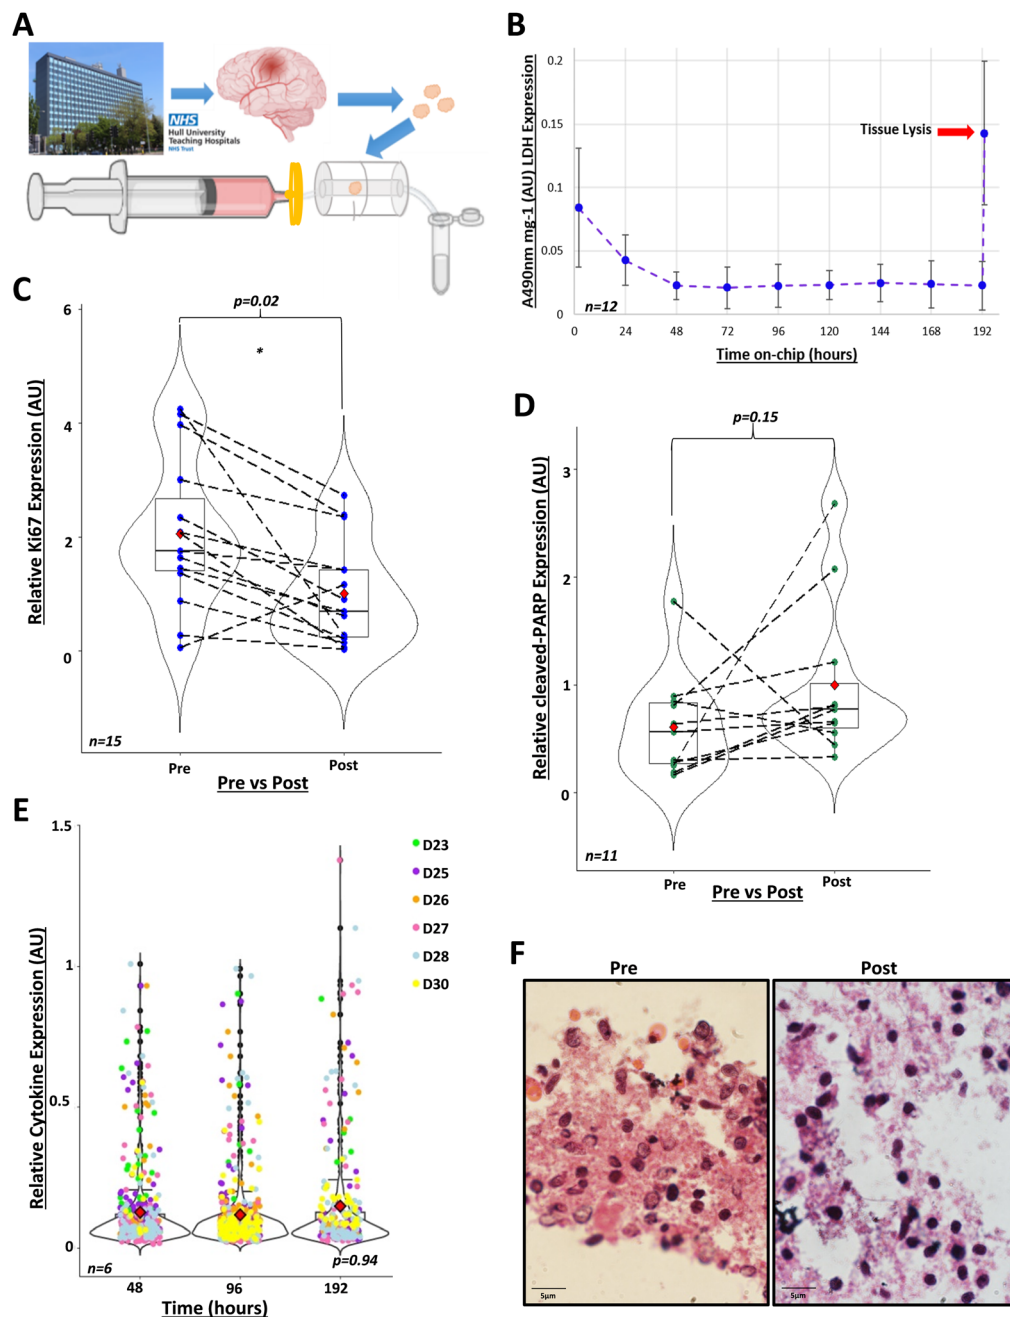 A
NHS
Hull University
Teaching Hospitals
NHS Trust
B
A490nm mg-1 (AU) LDH Expression
0.2
0.15
0.1
0.05
0
Tissue Lysis
n=12
0 24 48 72 96 120 144 168 192
Time on-chip (hours)
C
Relative Ki67 Expression (AU)
6
4
2
0
p=0.02
*
n=15
Pre Post
Pre vs Post
D
Relative cleaved-PARP Expression (AU)
3
2
1
0
p=0.15
n=11
Pre Post
Pre vs Post
E
Relative Cytokine Expression (AU)
1.5
1
0.5
0
D23
D25
D26
D27
D28
D30
n=6
p=0.94
48 96 192
Time (hours)
F
Pre Post
5µm 5µm